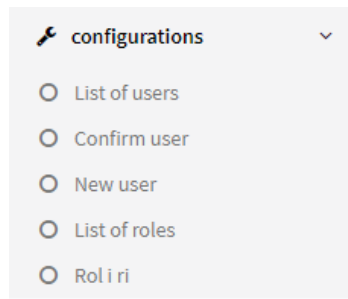 configurations
List of users
Confirm user
New user
List of roles
Rol i ri